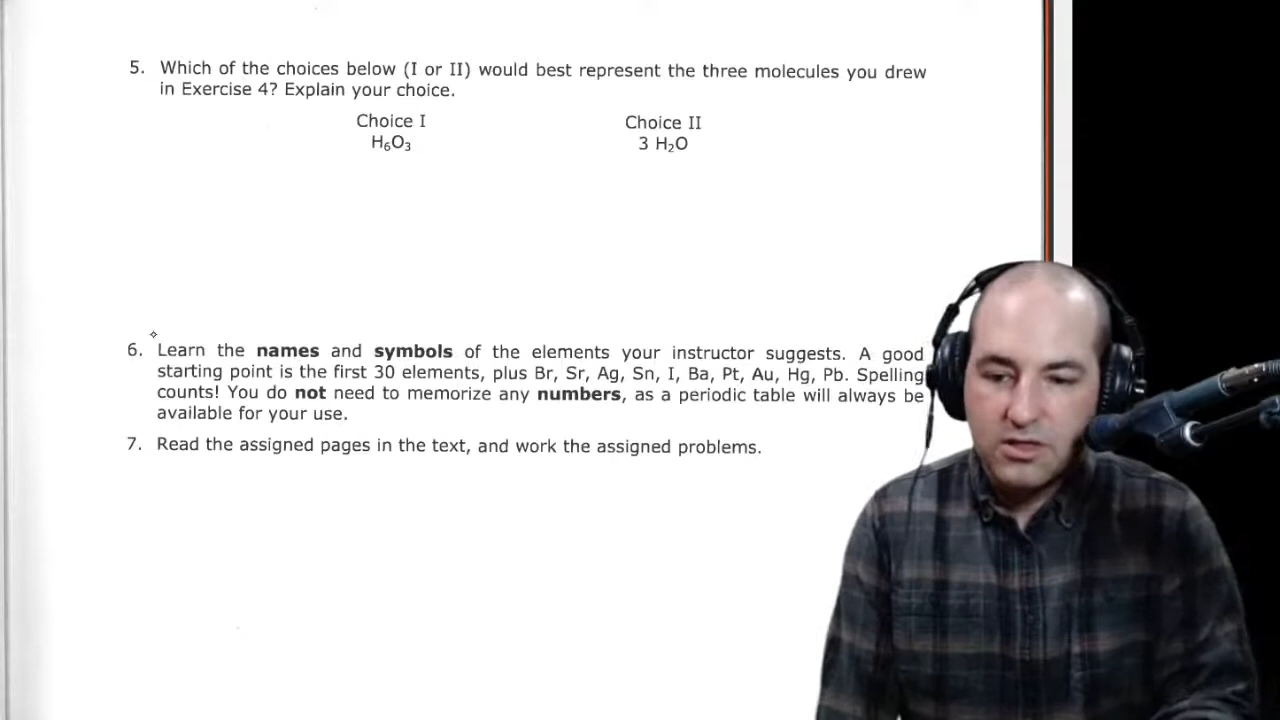 5. Which of the choices below (I or II) would best represent the three molecules you drew
in Exercise 4? Explain your choice.
Choice I Choice II
H₆O₃ 3 H₂O
6. Learn the names and symbols of the elements your instructor suggests. A good
starting point is the first 30 elements, plus Br, Sr, Ag, Sn, I, Ba, Pt, Au, Hg, Pb. Spelling
counts! You do not need to memorize any numbers, as a periodic table will always be
available for your use.
7. Read the assigned pages in the text, and work the assigned problems.